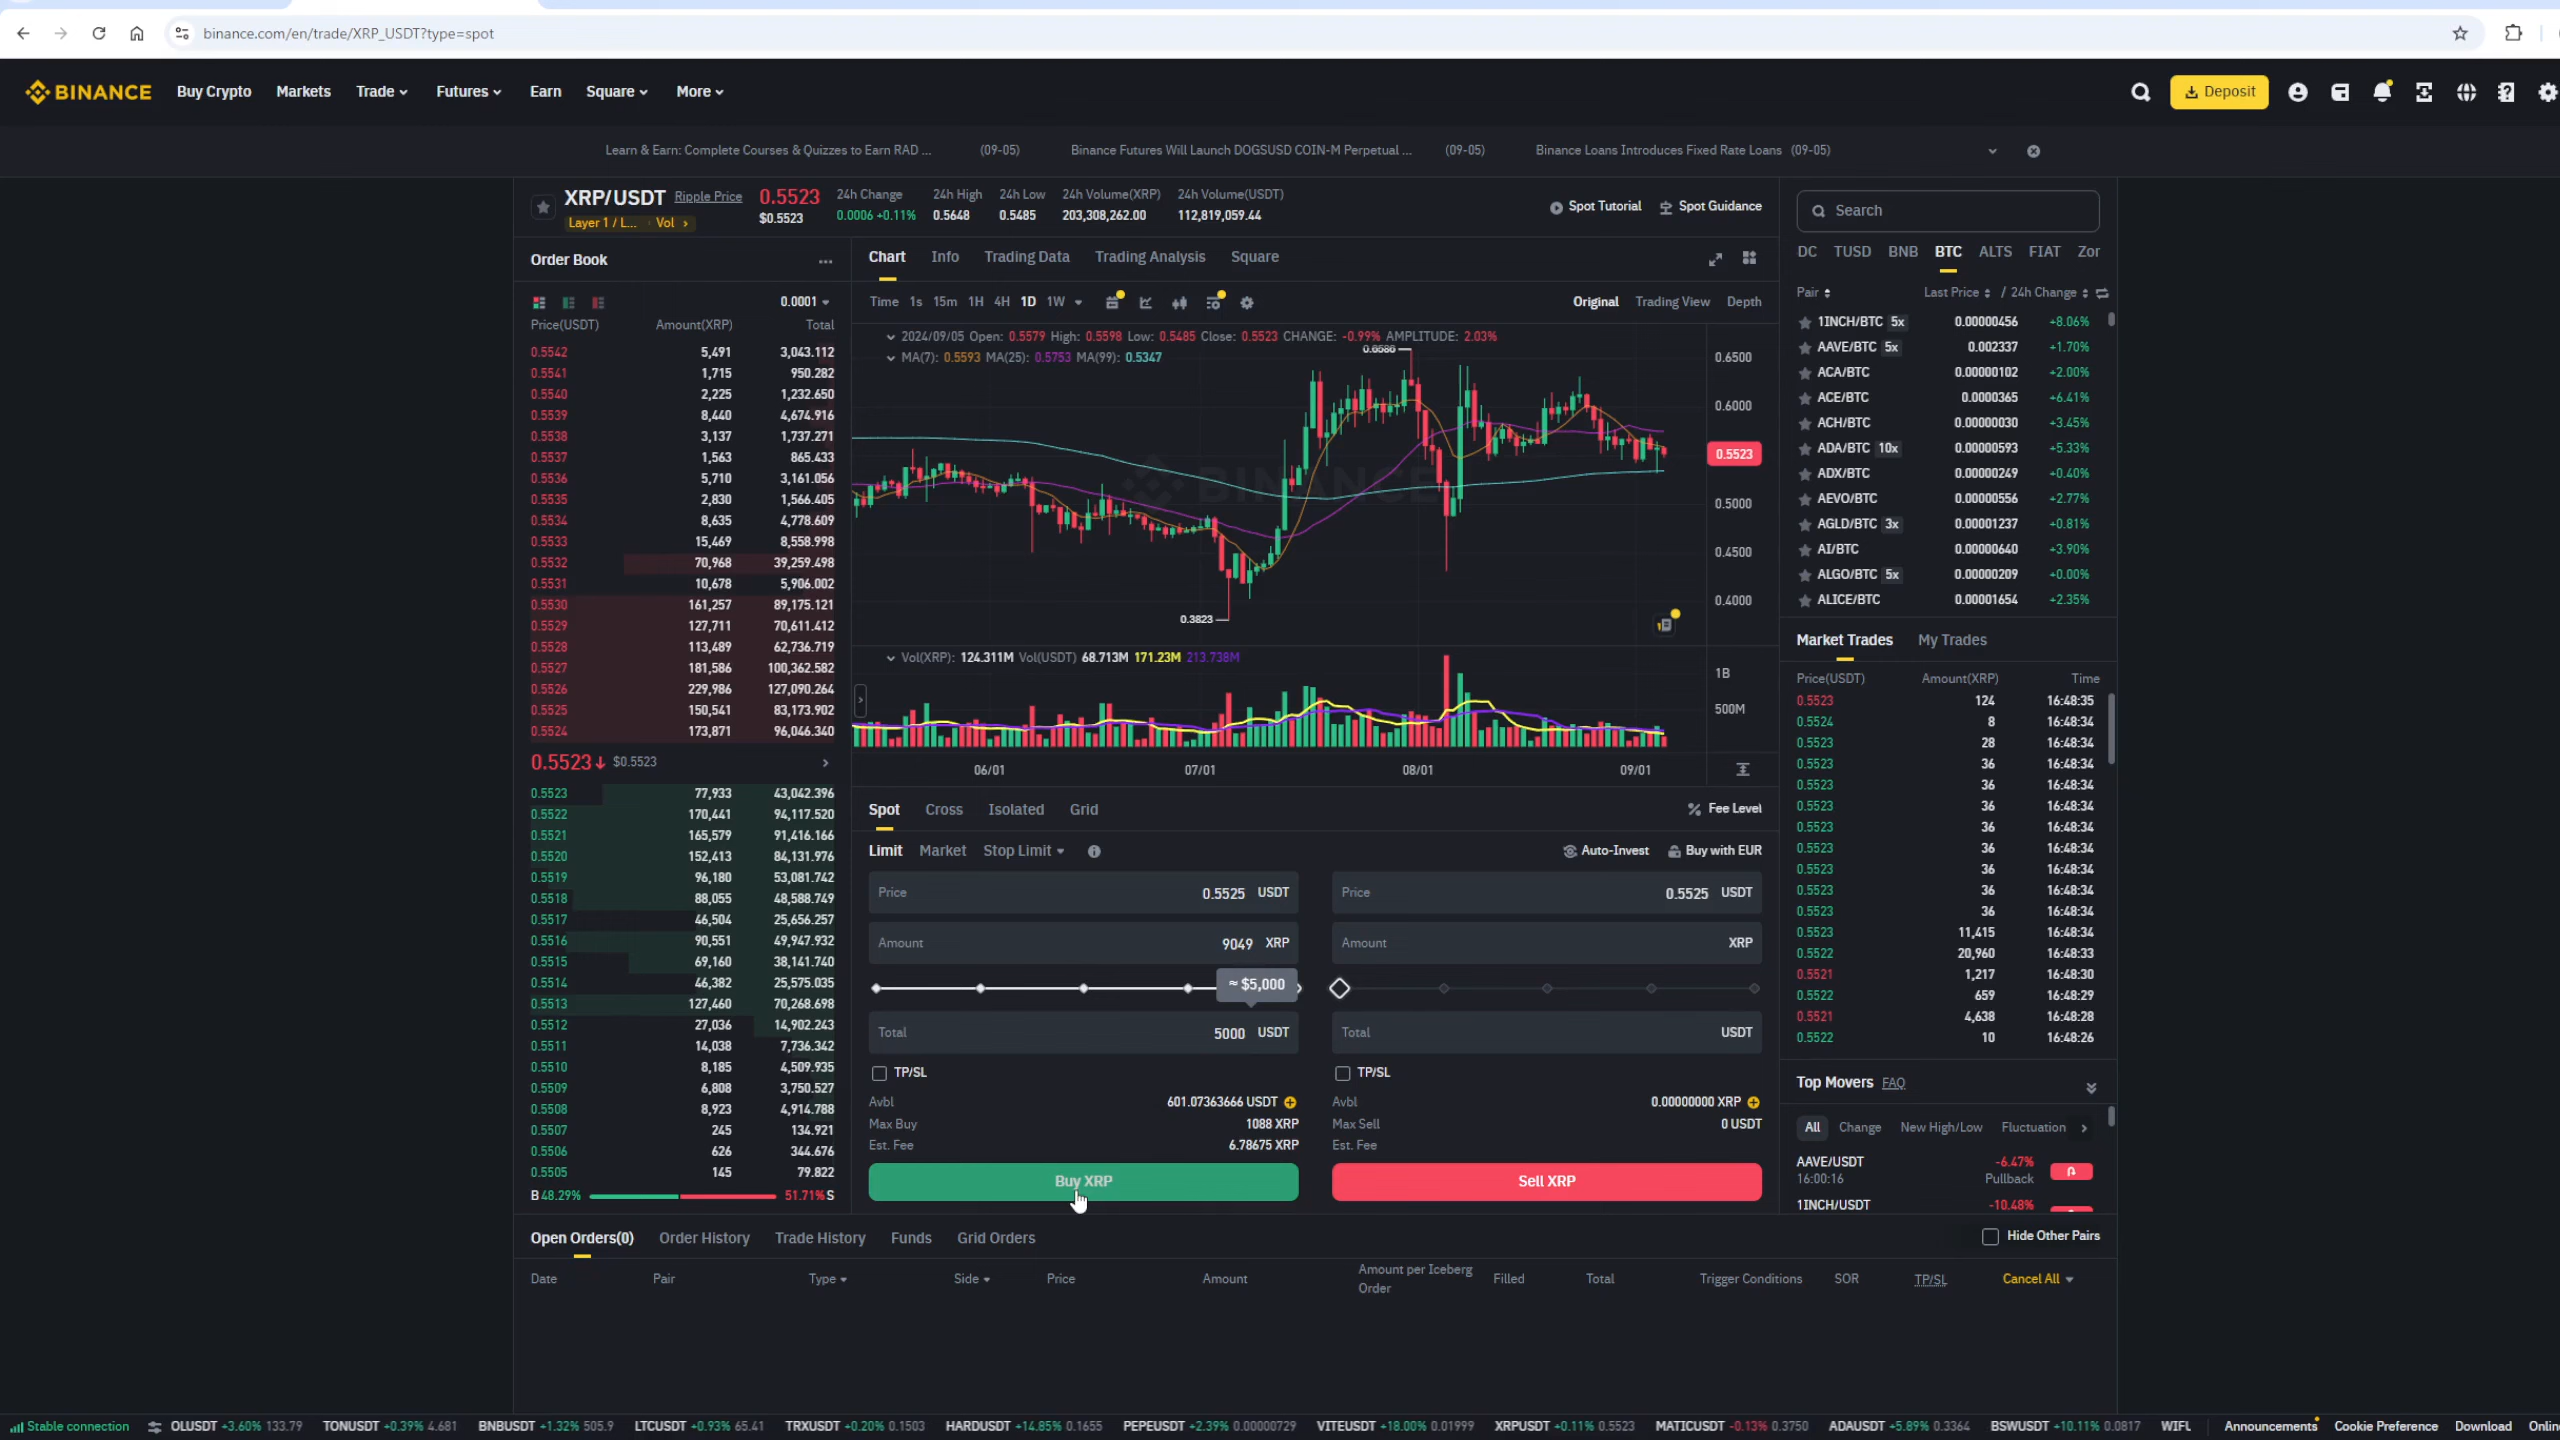 binance.com/en/trade/XRP_USDT?type=spot
BINANCE Buy Crypto Markets Trade Futures Earn Square More Deposit
Learn & Earn: Complete Courses & Quizzes to Earn RAD ... (09-05) Binance Futures Will Launch DOGSUSD COIN-M Perpetual ... (09-05) Binance Loans Introduces Fixed Rate Loans (09-05)
XRP/USDT Ripple Price 0.5523 24h Change 24h High 24h Low 24h Volume(XRP) 24h Volume(USDT)
Layer 1 / L... Vol $0.5523 0.0006 +0.11% 0.5648 0.5485 203,308,262.00 112,819,059.44
Spot Tutorial Spot Guidance
Order Book
0.0001
Price(USDT) Amount(XRP) Total
0.5542 5,491 3,043.112
0.5541 1,715 950.282
0.5540 2,225 1,232.650
0.5539 8,440 4,674.916
0.5538 3,137 1,737.271
0.5537 1,563 865.433
0.5536 5,710 3,161.056
0.5535 2,830 1,566.405
0.5534 8,635 4,778.609
0.5533 15,469 8,558.998
0.5532 70,968 39,259.498
0.5531 10,678 5,906.002
0.5530 161,257 89,175.121
0.5529 127,711 70,611.412
0.5528 113,489 62,736.719
0.5527 181,586 100,362.582
0.5526 229,986 127,090.264
0.5525 150,541 83,173.902
0.5524 173,871 96,046.340
0.5523↓ $0.5523
0.5523 77,933 43,042.396
0.5522 170,441 94,117.520
0.5521 165,579 91,416.166
0.5520 152,413 84,131.976
0.5519 96,180 53,081.742
0.5518 88,055 48,588.749
0.5517 46,504 25,656.257
0.5516 90,551 49,947.932
0.5515 69,160 38,141.740
0.5514 46,382 25,575.035
0.5513 127,460 70,268.698
0.5512 27,036 14,902.243
0.5511 14,038 7,736.342
0.5510 8,185 4,509.935
0.5509 6,808 3,750.527
0.5508 8,923 4,914.788
0.5507 245 134.921
0.5506 626 344.676
0.5505 145 79.822
B 48.29% 51.71% S
Chart Info Trading Data Trading Analysis Square
Time 1s 15m 1H 4H 1D 1W Original Trading View Depth
2024/09/05 Open: 0.5579 High: 0.5598 Low: 0.5485 Close: 0.5523 CHANGE: -0.99% AMPLITUDE: 2.03%
MA(7): 0.5593 MA(25): 0.5753 MA(99): 0.5347
0.6586
0.6500
0.6000
0.5523
BINANCE
0.5000
0.4500
0.4000
0.3823
Vol(XRP): 124.311M Vol(USDT) 68.713M 171.23M 213.738M
1B
500M
06/01 07/01 08/01 09/01
Spot Cross Isolated Grid Fee Level
Limit Market Stop Limit Auto-Invest Buy with EUR
Price 0.5525 USDT Price 0.5525 USDT
Amount 9049 XRP Amount XRP
≈ $5,000
Total 5000 USDT Total USDT
TP/SL TP/SL
Avbl 601.07363666 USDT Avbl 0.00000000 XRP
Max Buy 1088 XRP Max Sell 0 USDT
Est. Fee 6.78675 XRP Est. Fee
Buy XRP Sell XRP
Search
DC TUSD BNB BTC ALTS FIAT Zor
Pair Last Price / 24h Change
1INCH/BTC 5x 0.00000456 +8.06%
AAVE/BTC 5x 0.002337 +1.70%
ACA/BTC 0.00000102 +2.00%
ACE/BTC 0.0000365 +6.41%
ACH/BTC 0.00000030 +3.45%
ADA/BTC 10x 0.00000593 +5.33%
ADX/BTC 0.00000249 +0.40%
AEVO/BTC 0.00000556 +2.77%
AGLD/BTC 3x 0.00001237 +0.81%
AI/BTC 0.00000640 +3.90%
ALGO/BTC 5x 0.00000209 +0.00%
ALICE/BTC 0.00001654 +2.35%
Market Trades My Trades
Price(USDT) Amount(XRP) Time
0.5523 124 16:48:35
0.5524 8 16:48:34
0.5523 28 16:48:34
0.5523 36 16:48:34
0.5523 36 16:48:34
0.5523 36 16:48:34
0.5523 36 16:48:34
0.5523 36 16:48:34
0.5523 36 16:48:34
0.5523 36 16:48:34
0.5523 36 16:48:34
0.5523 11,415 16:48:34
0.5522 20,960 16:48:33
0.5521 1,217 16:48:30
0.5522 659 16:48:29
0.5521 4,638 16:48:28
0.5522 10 16:48:26
Top Movers FAQ
All Change New High/Low Fluctuation
AAVE/USDT -6.47%
16:00:16 Pullback
1INCH/USDT -10.48%
Open Orders(0) Order History Trade History Funds Grid Orders Hide Other Pairs
Date Pair Type Side Price Amount Amount per Iceberg Order Filled Total Trigger Conditions SOR TP/SL Cancel All
Stable connection OLUSDT +3.60% 133.79 TONUSDT +0.39% 4.681 BNBUSDT +1.32% 505.9 LTCUSDT +0.93% 65.41 TRXUSDT +0.20% 0.1503 HARDUSDT +14.85% 0.1655 PEPEUSDT +2.39% 0.00000729 VITEUSDT +18.00% 0.01999 XRPUSDT +0.11% 0.5523 MATICUSDT -0.13% 0.3750 ADAUSDT +5.89% 0.3364 BSWUSDT +10.11% 0.0817 WIFL Announcements Cookie Preference Download Onlin